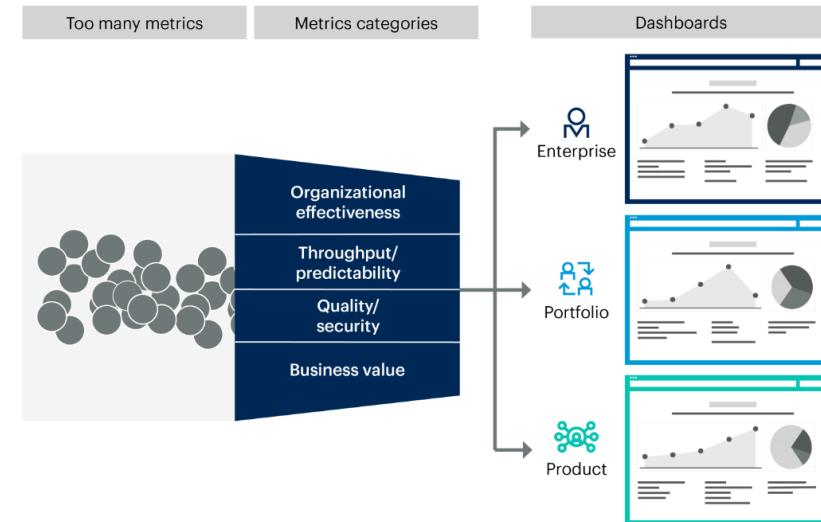 Too many metrics
Metrics categories
Dashboards
Organizational
effectiveness
Throughput/
predictability
Quality/
security
Business value
Enterprise
Portfolio
Product